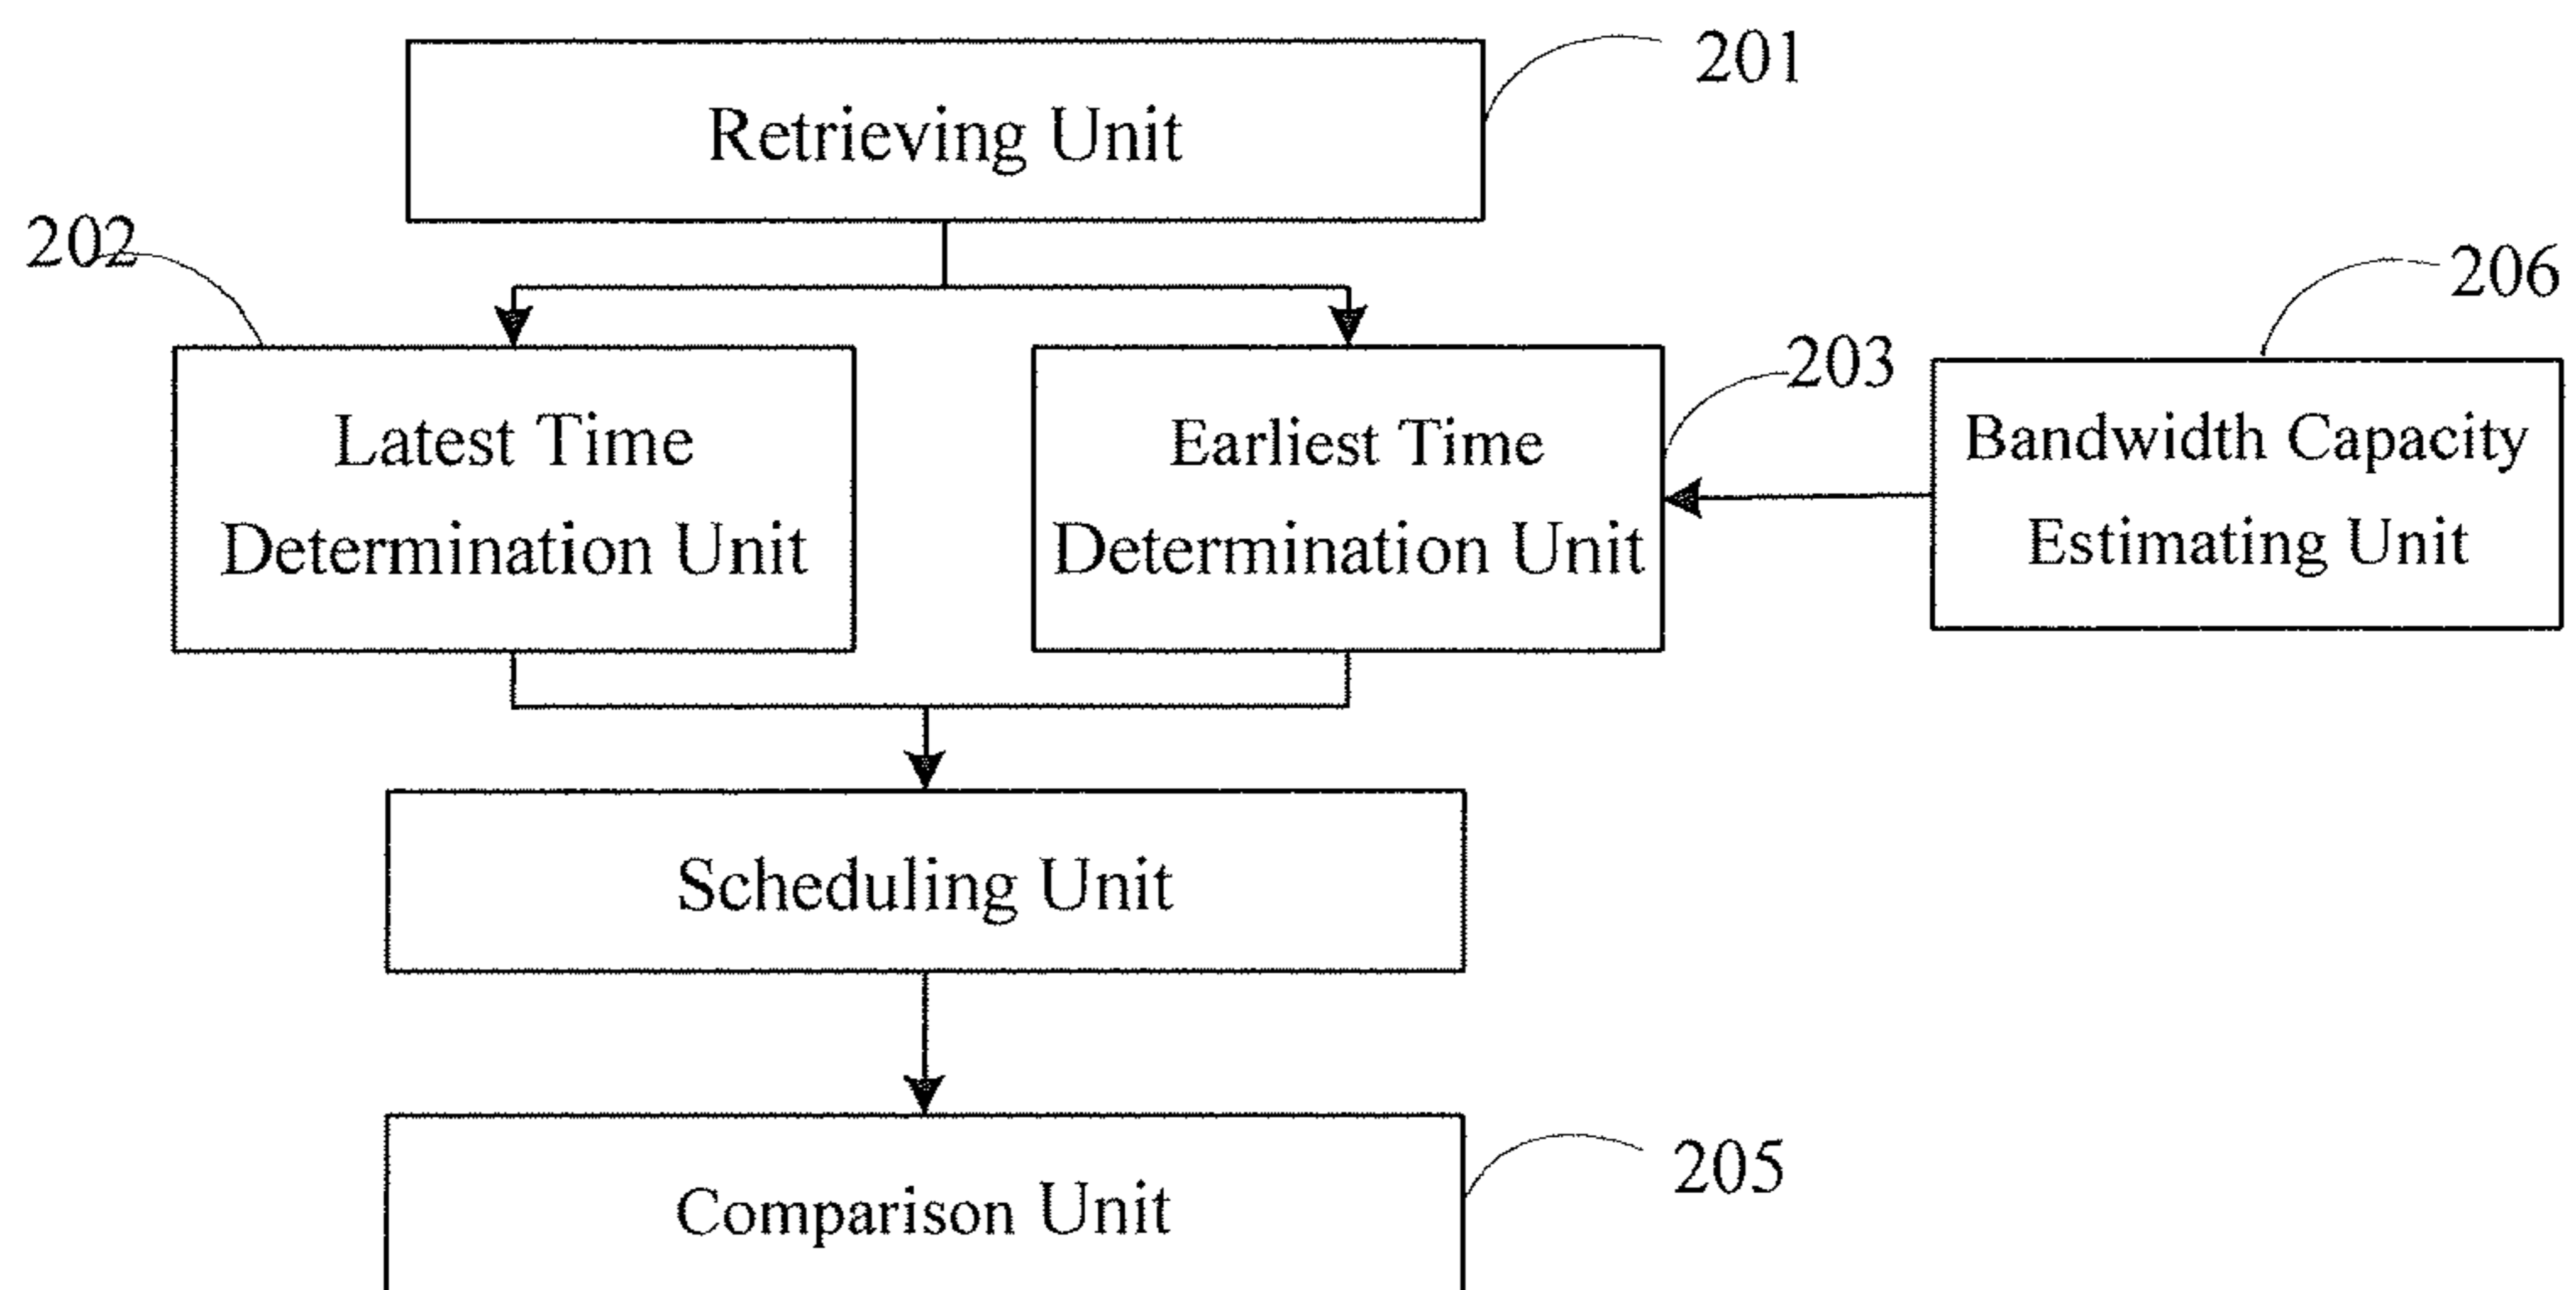 201
Retrieving Unit
202
206
203
Latest Time
Determination Unit
Earliest Time
Determination Unit
Bandwidth Capacity
Estimating Unit
Scheduling Unit
205
Comparison Unit